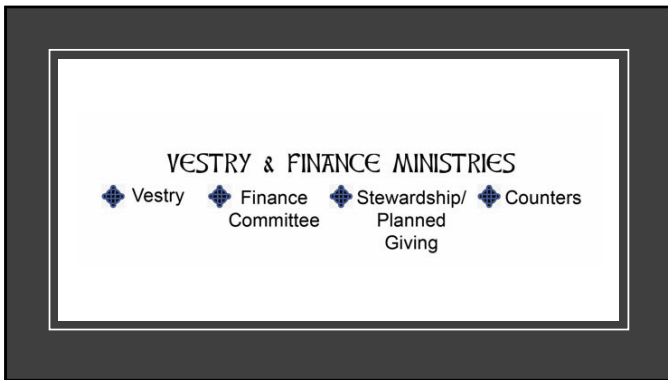 VESTRY & FINANCE MINISTRIES
Vestry Finance Stewardship/ Counters
Committee Planned
Giving